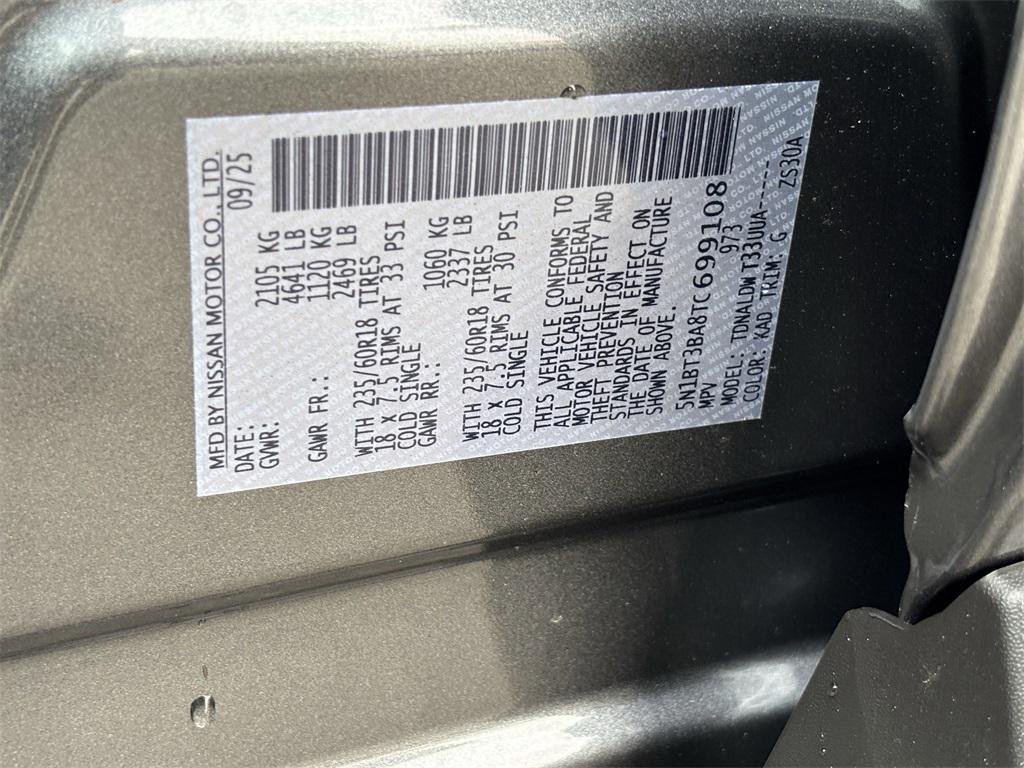 MFD BY NISSAN MOTOR CO., LTD.
DATE: 09/25
GVWR: 2105 KG
4641 LB
GAWR FR.: 1120 KG
2469 LB
WITH 235/60R18 TIRES
18 x 7.5 RIMS AT 33 PSI
COLD SINGLE
GAWR RR.: 1060 KG
2337 LB
WITH 235/60R18 TIRES
18 x 7.5 RIMS AT 30 PSI
COLD SINGLE
THIS VEHICLE CONFORMS TO
ALL APPLICABLE FEDERAL
MOTOR VEHICLE SAFETY AND
THEFT PREVENTION
STANDARDS IN EFFECT ON
THE DATE OF MANUFACTURE
SHOWN ABOVE.
5N1BT3BA8TC699108
MPV 973
MODEL: TDNALDW T33UUA-----
COLOR: KAD TRIM: G ZS30A